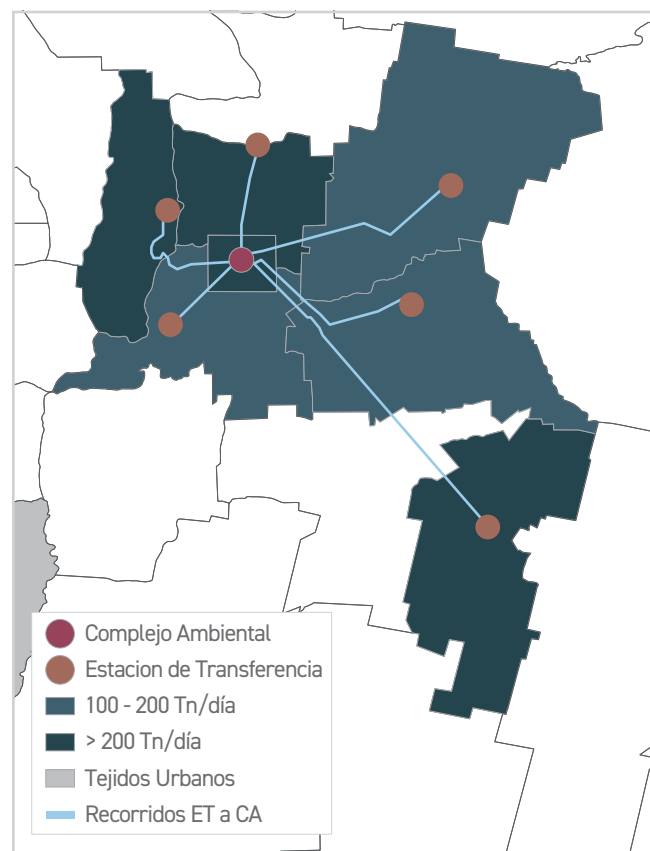 Complejo Ambiental
Estacion de Transferencia
100 - 200 Tn/día
> 200 Tn/día
Tejidos Urbanos
Recorridos ET a CA